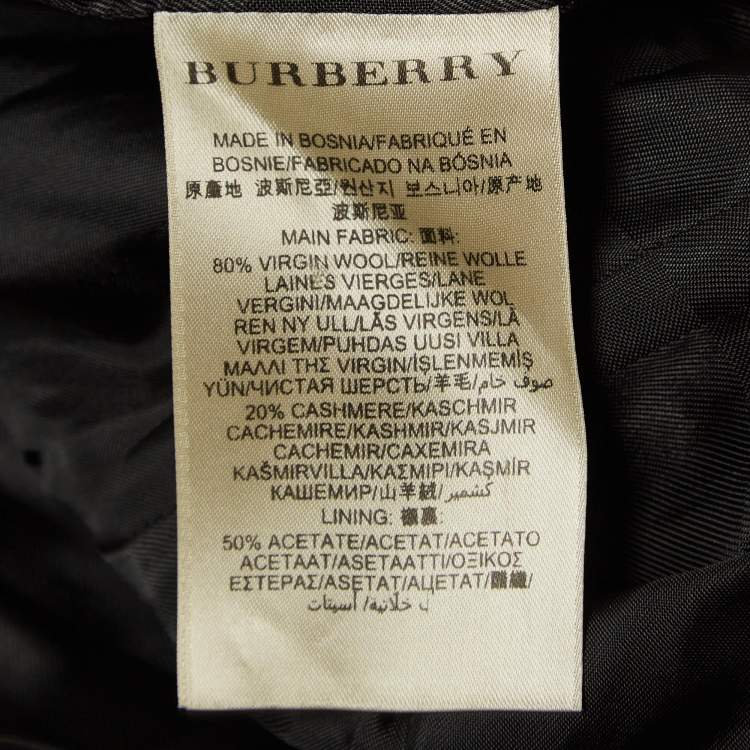 BURBERRY
MADE IN BOSNIA/FABRIQUÉ EN
BOSNIE/FABRICADO NA BÓSNIA
原產地 波斯尼亞/원산지 보스니아/原产地
波斯尼亚
MAIN FABRIC: 面料:
80% VIRGIN WOOL/REINE WOLLE
LAINES VIERGES/LANE
VERGINI/MAAGDELIJKE WOL
REN NY ULL/LÃS VIRGENS/LÃ
VIRGEM/PUHDAS UUSI VILLA
ΜΑΛΛΙ ΤΗΣ VIRGIN/İŞLENMEMİŞ
YÜN/ЧИСТАЯ ШЕРСТЬ/羊毛/صوف خام
20% CASHMERE/KASCHMIR
CACHEMIRE/KASHMIR/KASJMIR
CACHEMIR/CAXEMIRA
KAŠMIRVILLA/ΚΑΣΜΙΡΙ/KAŞMİR
КАШЕМИР/山羊絨/كشمير
LINING: 襯裏:
50% ACETATE/ACETAT/ACETATO
ACETAAT/ASETAATTI/ΟΞΙΚΟΣ
ΕΣΤΕΡΑΣ/ASETAT/АЦЕТАТ/醋纖/
ل خلانية/ أسيتات